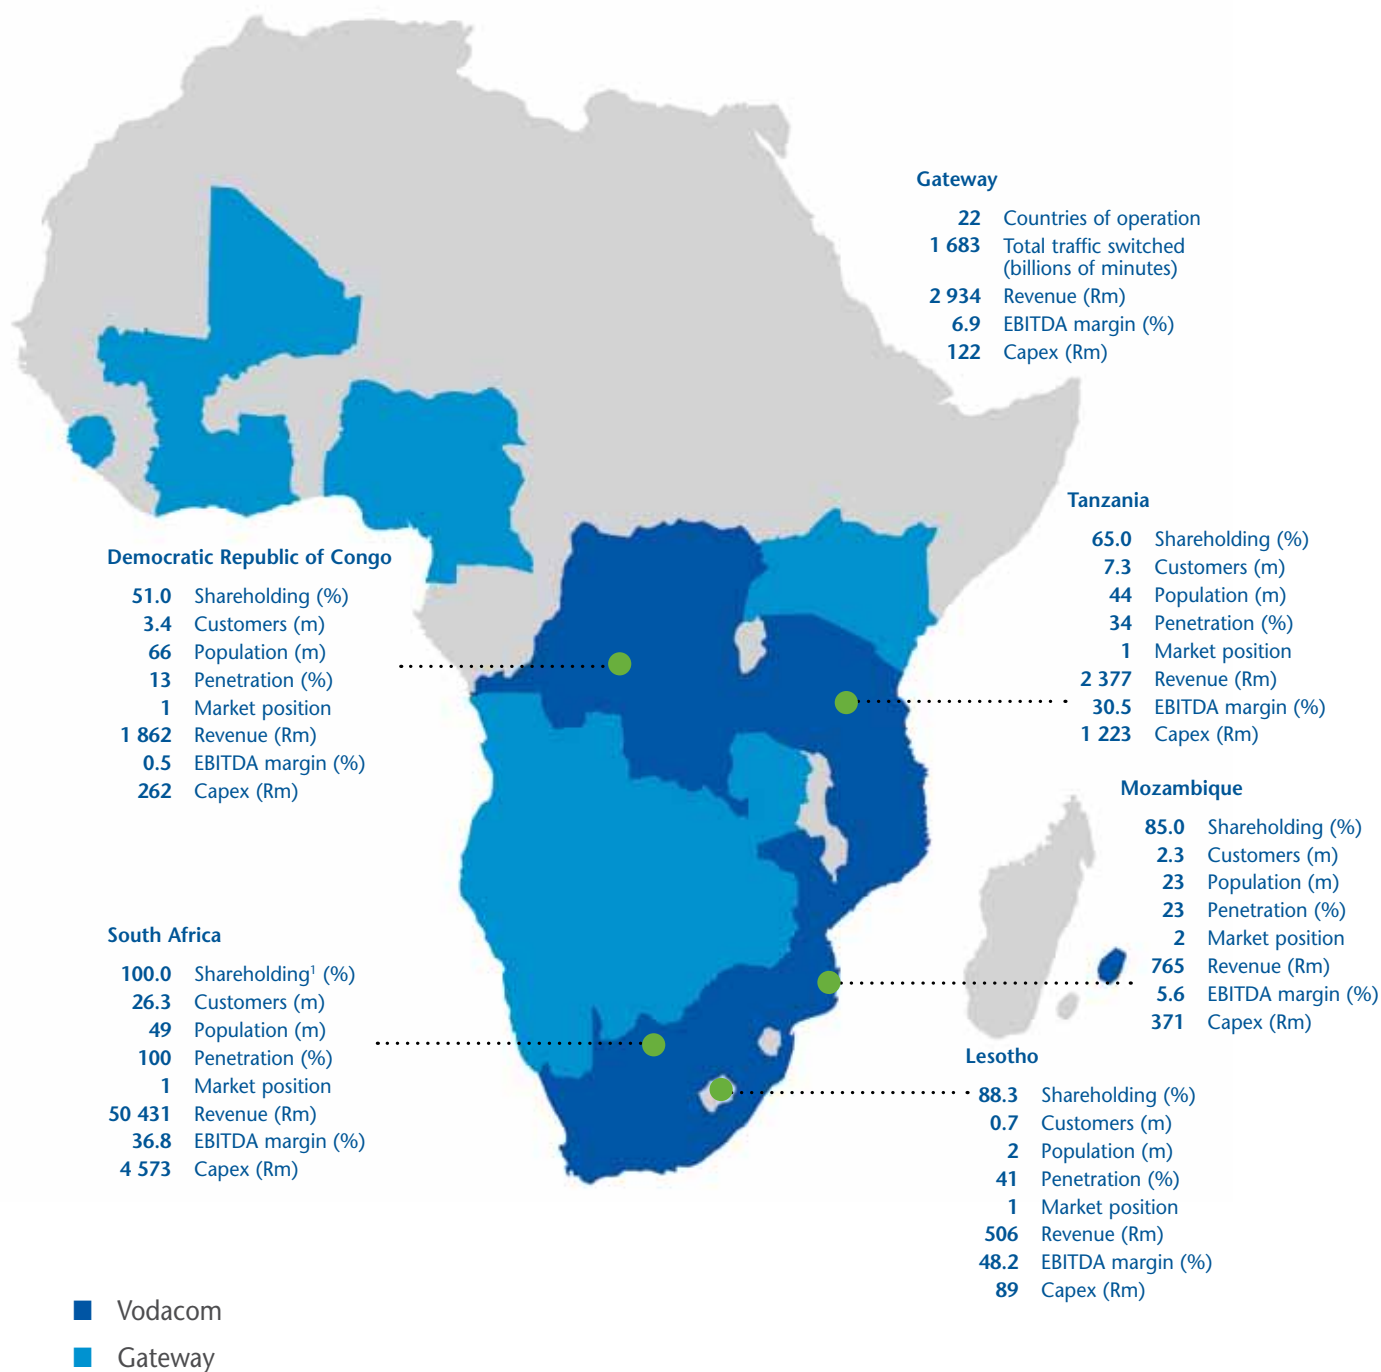 Gateway
22 Countries of operation
1 683 Total traffic switched
(billions of minutes)
2 934 Revenue (Rm)
6.9 EBITDA margin (%)
122 Capex (Rm)
Tanzania
65.0 Shareholding (%)
7.3 Customers (m)
44 Population (m)
34 Penetration (%)
1 Market position
2 377 Revenue (Rm)
30.5 EBITDA margin (%)
1 223 Capex (Rm)
Democratic Republic of Congo
51.0 Shareholding (%)
3.4 Customers (m)
66 Population (m)
13 Penetration (%)
1 Market position
1 862 Revenue (Rm)
0.5 EBITDA margin (%)
262 Capex (Rm)
Mozambique
85.0 Shareholding (%)
2.3 Customers (m)
23 Population (m)
23 Penetration (%)
2 Market position
765 Revenue (Rm)
5.6 EBITDA margin (%)
371 Capex (Rm)
South Africa
100.0 Shareholding¹ (%)
26.3 Customers (m)
49 Population (m)
100 Penetration (%)
1 Market position
50 431 Revenue (Rm)
36.8 EBITDA margin (%)
4 573 Capex (Rm)
Lesotho
88.3 Shareholding (%)
0.7 Customers (m)
2 Population (m)
41 Penetration (%)
1 Market position
506 Revenue (Rm)
48.2 EBITDA margin (%)
89 Capex (Rm)
Vodacom
Gateway